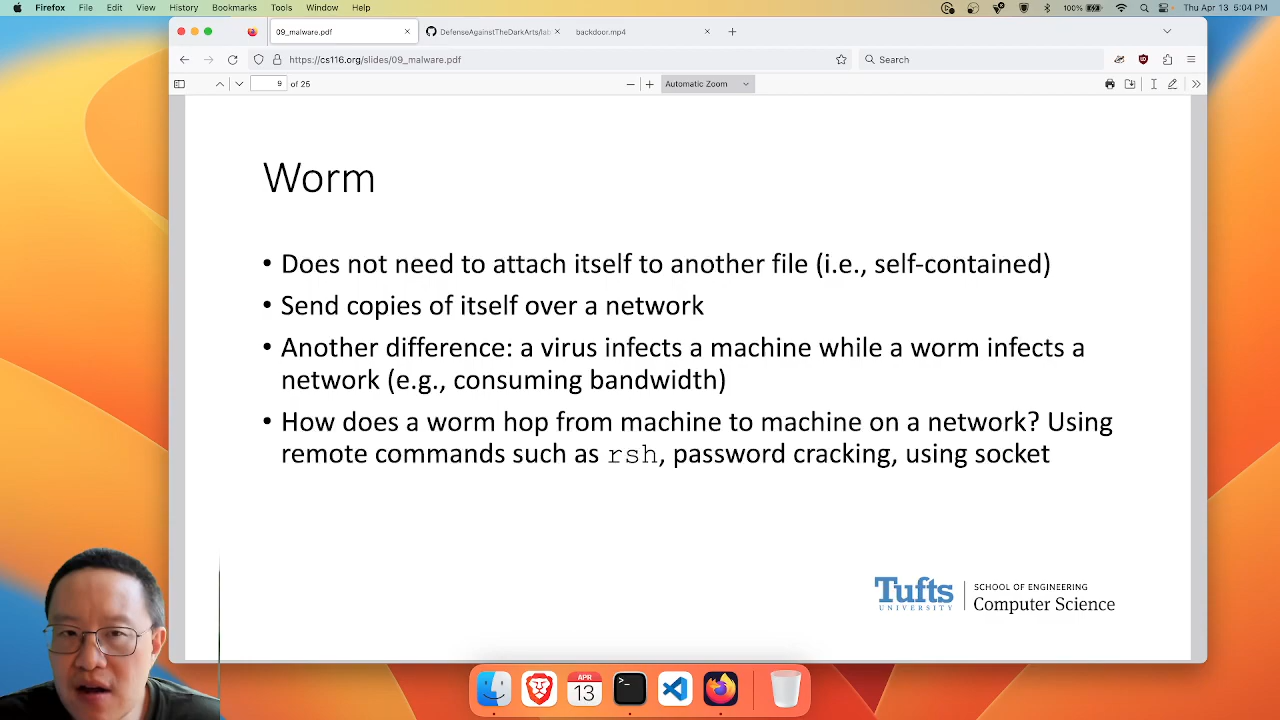 Firefox File Edit View History Bookmarks Tools Window Help 100% Thu Apr 13 5:04 PM
09_malware.pdf DefenseAgainstTheDarkArts/lab backdoor.mp4
https://cs116.org/slides/09_malware.pdf Search
9 of 25 Automatic Zoom
Worm
• Does not need to attach itself to another file (i.e., self-contained)
• Send copies of itself over a network
• Another difference: a virus infects a machine while a worm infects a
network (e.g., consuming bandwidth)
• How does a worm hop from machine to machine on a network? Using
remote commands such as rsh, password cracking, using socket
Tufts UNIVERSITY SCHOOL OF ENGINEERING
Computer Science
APR
13